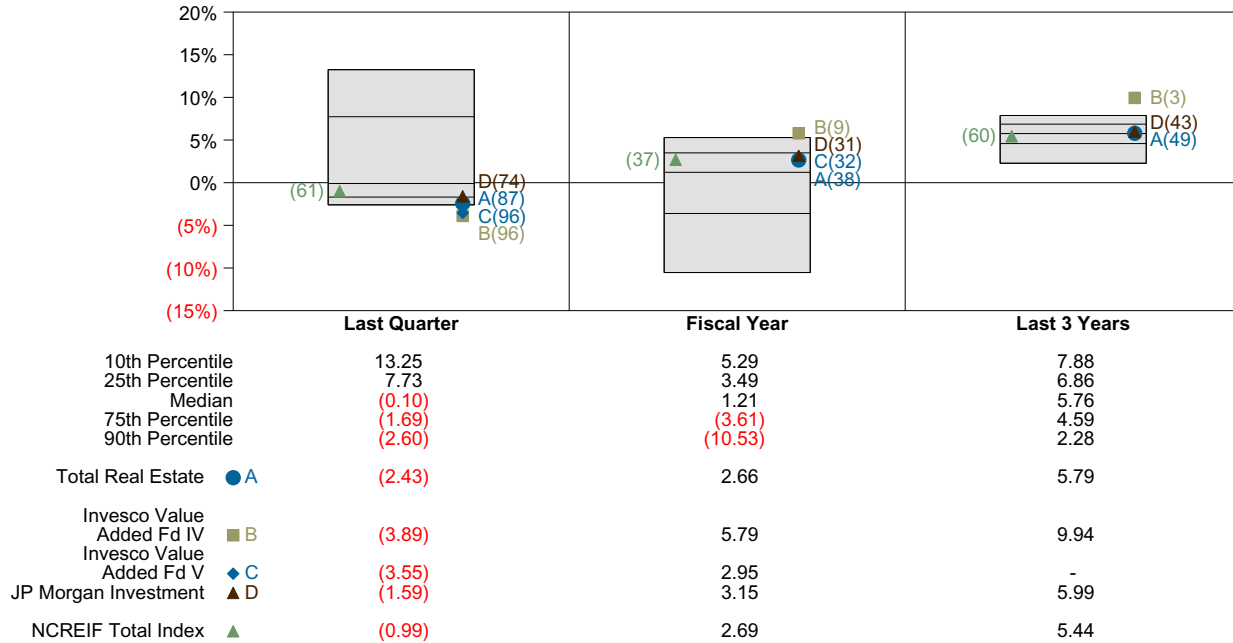 20%
15%
10%
5%
0%
(5%)
(10%)
(15%)
(61)
D(74)
A(87)
C(96)
B(96)
(37)
B(9)
D(31)
C(32)
A(38)
(60)
B(3)
D(43)
A(49)
Last Quarter Fiscal Year Last 3 Years
10th Percentile 13.25 5.29 7.88
25th Percentile 7.73 3.49 6.86
Median (0.10) 1.21 5.76
75th Percentile (1.69) (3.61) 4.59
90th Percentile (2.60) (10.53) 2.28
Total Real Estate A (2.43) 2.66 5.79
Invesco Value
Added Fd IV B (3.89) 5.79 9.94
Invesco Value
Added Fd V C (3.55) 2.95 -
JP Morgan Investment D (1.59) 3.15 5.99
NCREIF Total Index (0.99) 2.69 5.44